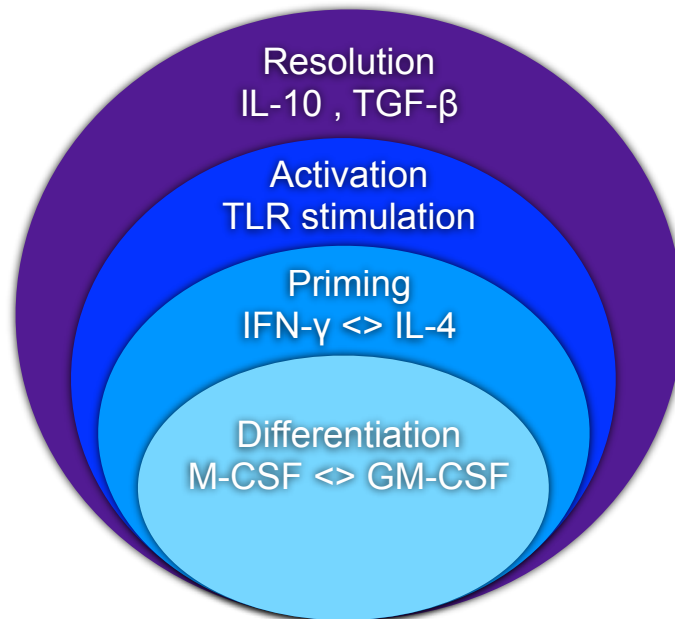 Resolution
IL-10 , TGF-β
Activation
TLR stimulation
Priming
IFN-γ <> IL-4
Differentiation
M-CSF <> GM-CSF